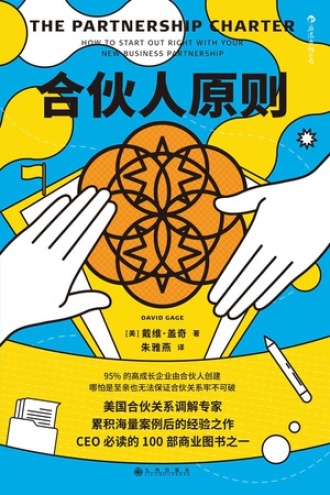 THE PARTNERSHIP CHARTER
HOW TO START OUT RIGHT WITH YOUR
NEW BUSINESS PARTNERSHIP
合伙人原则
DAVID GAGE
[美] 戴维·盖奇 著
朱雅燕 译
95% 的高成长企业由合伙人创建
哪怕是至亲也无法保证合伙关系牢不可破
美国合伙关系调解专家
累积海量案例后的经验之作
CEO 必读的 100 部商业图书之一
九州出版社